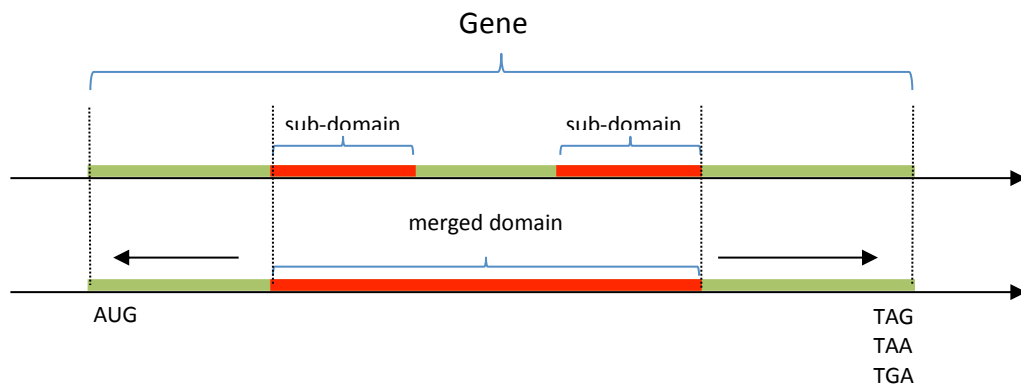 Gene
sub-domain sub-domain
merged domain
AUG TAG
TAA
TGA